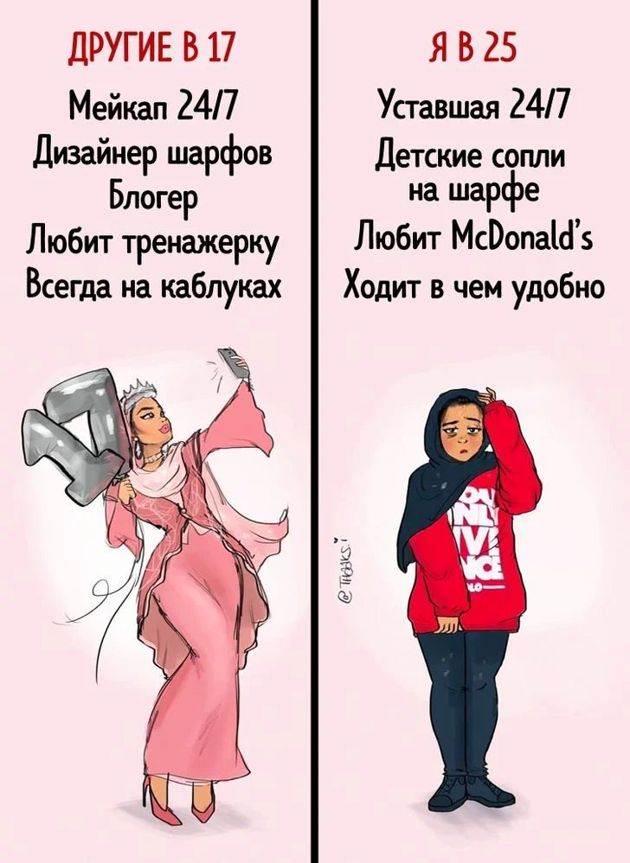 ДРУГИЕ В 17
Мейкап 24/7
Дизайнер шарфов
Блогер
Любит тренажерку
Всегда на каблуках
17
Я В 25
Уставшая 24/7
Детские сопли
на шарфе
Любит McDonald's
Ходит в чем удобно